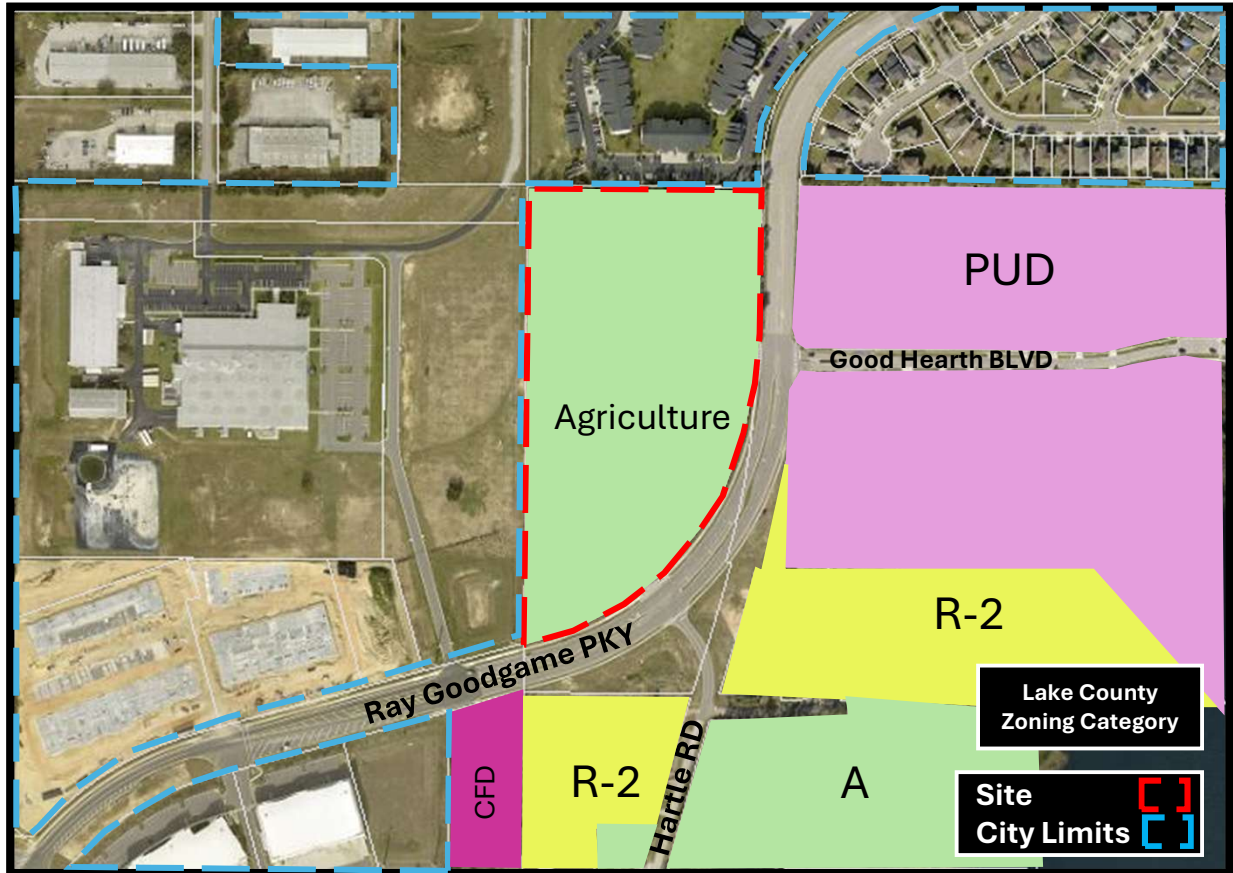 PUD
Good Hearth BLVD
Agriculture
R-2
Ray Goodgame PKY
Lake County
Zoning Category
CFD
R-2
Hartle RD
A
Site
City Limits